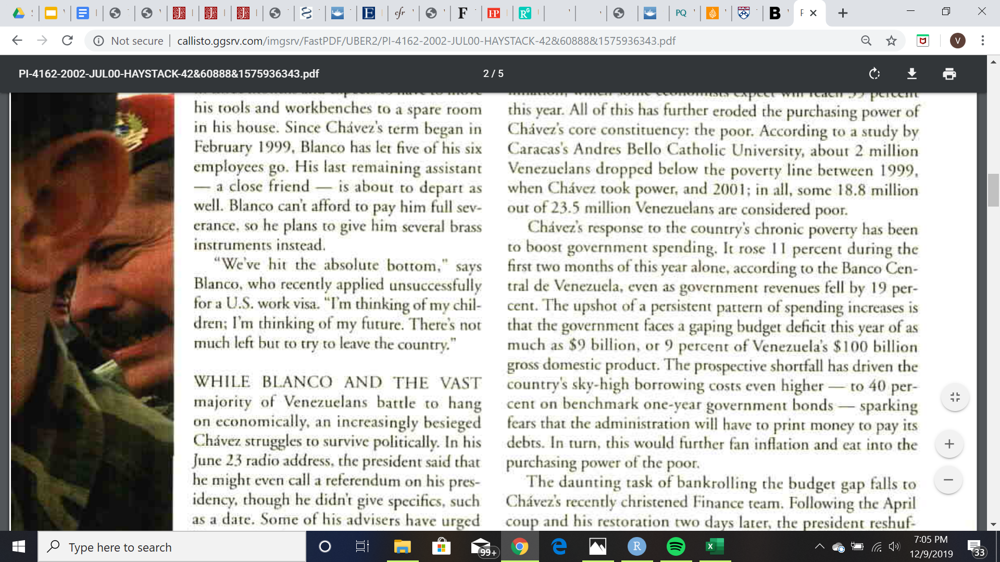 Not secure
callisto.ggsrv.com/imgsrv/FastPDF/UBER2/PI-4162-2002-JUL00-HAYSTACK-42&60888&1575936343.pdf
V
PI-4162-2002-JUL00-HAYSTACK-42&60888&1575936343.pdf
2 / 5
his tools and workbenches to a spare room
in his house. Since Chávez's term began in
February 1999, Blanco has let five of his six
employees go. His last remaining assistant
— a close friend — is about to depart as
well. Blanco can't afford to pay him full sev-
erance, so he plans to give him several brass
instruments instead.
"We've hit the absolute bottom," says
Blanco, who recently applied unsuccessfully
for a U.S. work visa. "I'm thinking of my chil-
dren; I'm thinking of my future. There's not
much left but to try to leave the country."
WHILE BLANCO AND THE VAST
majority of Venezuelans battle to hang
on economically, an increasingly besieged
Chávez struggles to survive politically. In his
June 23 radio address, the president said that
he might even call a referendum on his pres-
idency, though he didn't give specifics, such
as a date. Some of his advisers have urged
inflation, which some economists expect will reach 35 percent
this year. All of this has further eroded the purchasing power of
Chávez's core constituency: the poor. According to a study by
Caracas's Andres Bello Catholic University, about 2 million
Venezuelans dropped below the poverty line between 1999,
when Chávez took power, and 2001; in all, some 18.8 million
out of 23.5 million Venezuelans are considered poor.
Chávez's response to the country's chronic poverty has been
to boost government spending. It rose 11 percent during the
first two months of this year alone, according to the Banco Cen-
tral de Venezuela, even as government revenues fell by 19 per-
cent. The upshot of a persistent pattern of spending increases is
that the government faces a gaping budget deficit this year of as
much as $9 billion, or 9 percent of Venezuela's $100 billion
gross domestic product. The prospective shortfall has driven the
country's sky-high borrowing costs even higher — to 40 per-
cent on benchmark one-year government bonds — sparking
fears that the administration will have to print money to pay its
debts. In turn, this would further fan inflation and eat into the
purchasing power of the poor.
The daunting task of bankrolling the budget gap falls to
Chávez's recently christened Finance team. Following the April
coup and his restoration two days later, the president reshuf-
Type here to search
99+
7:05 PM
12/9/2019
33